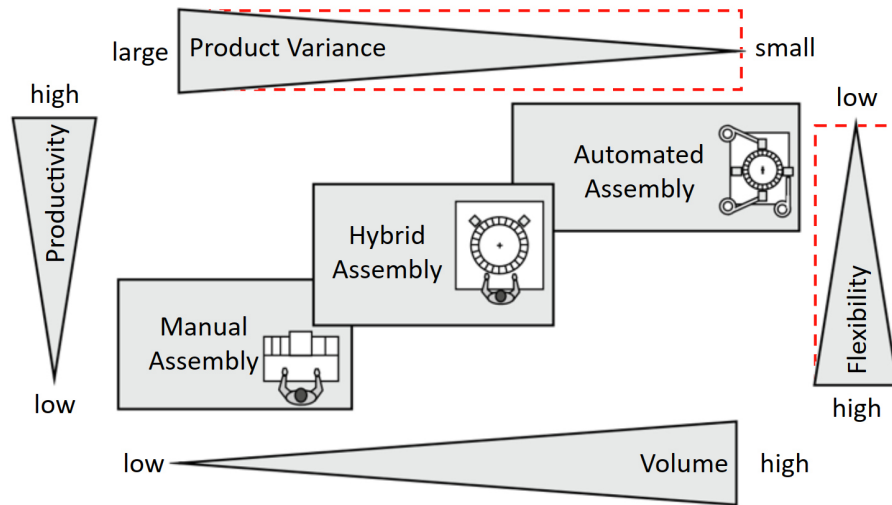 large
Product Variance
small
high
low
Productivity
Automated
Assembly
Hybrid
Assembly
Manual
Assembly
Flexibility
low
high
low
Volume
high